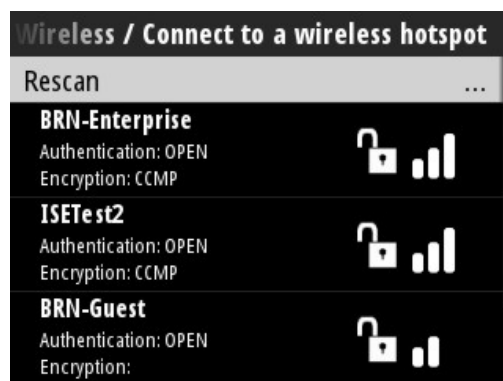 Wireless / Connect to a wireless hotspot
Rescan ...
BRN-Enterprise
Authentication: OPEN
Encryption: CCMP
ISETest2
Authentication: OPEN
Encryption: CCMP
BRN-Guest
Authentication: OPEN
Encryption: